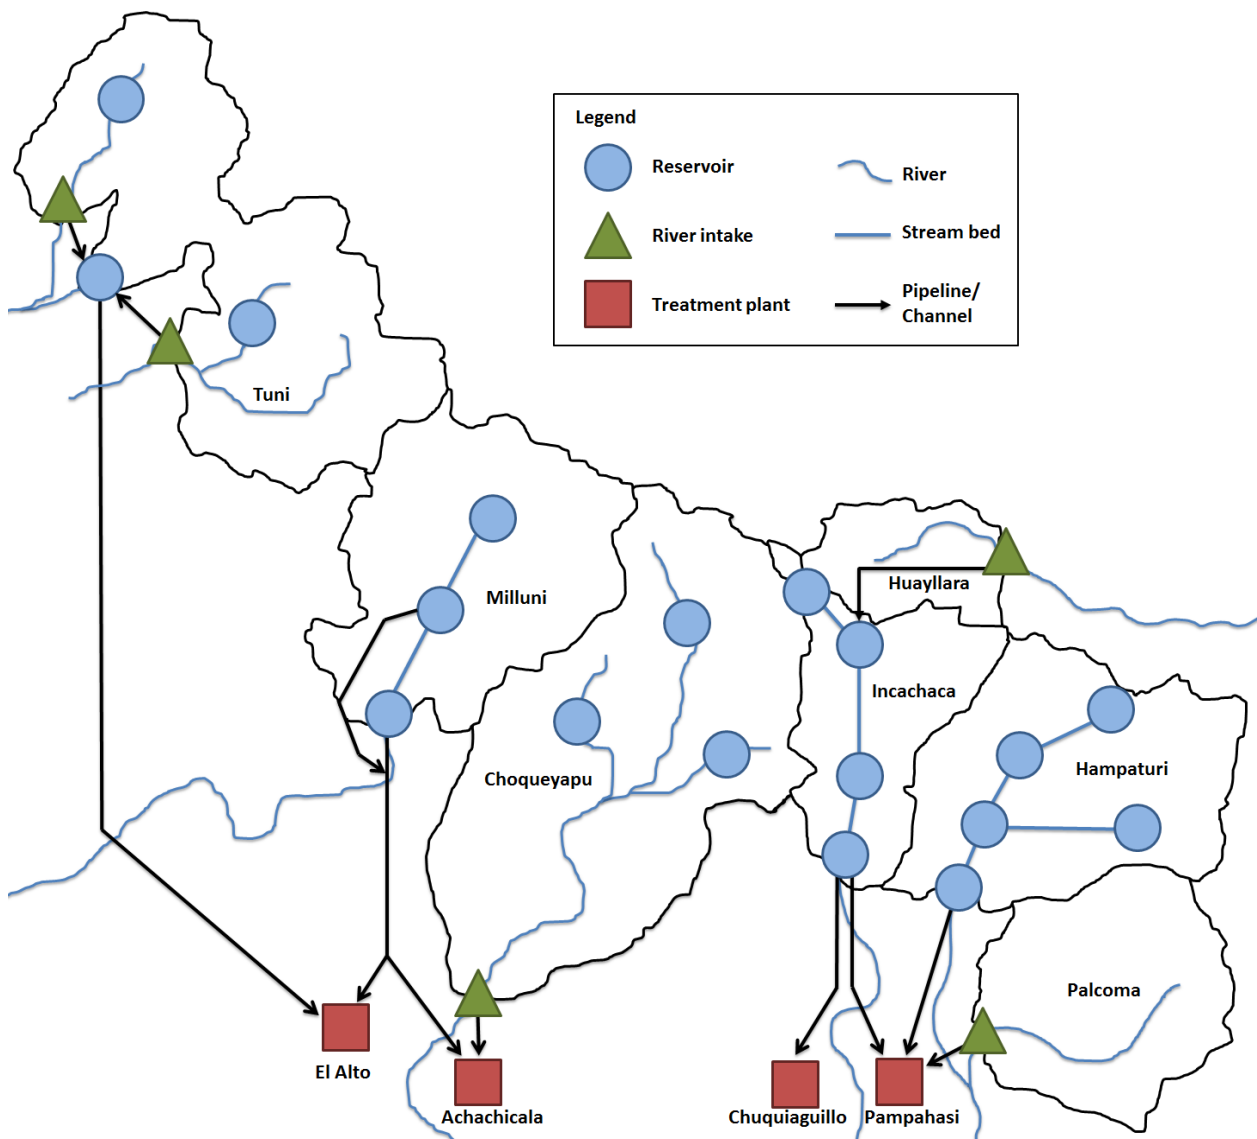 Legend
Reservoir
River
River intake
Stream bed
Treatment plant
Pipeline/
Channel
Tuni
Milluni
Huayllara
Incachaca
Choqueyapu
Hampaturi
Palcoma
El Alto
Achachicala
Chuquiaguillo
Pampahasi